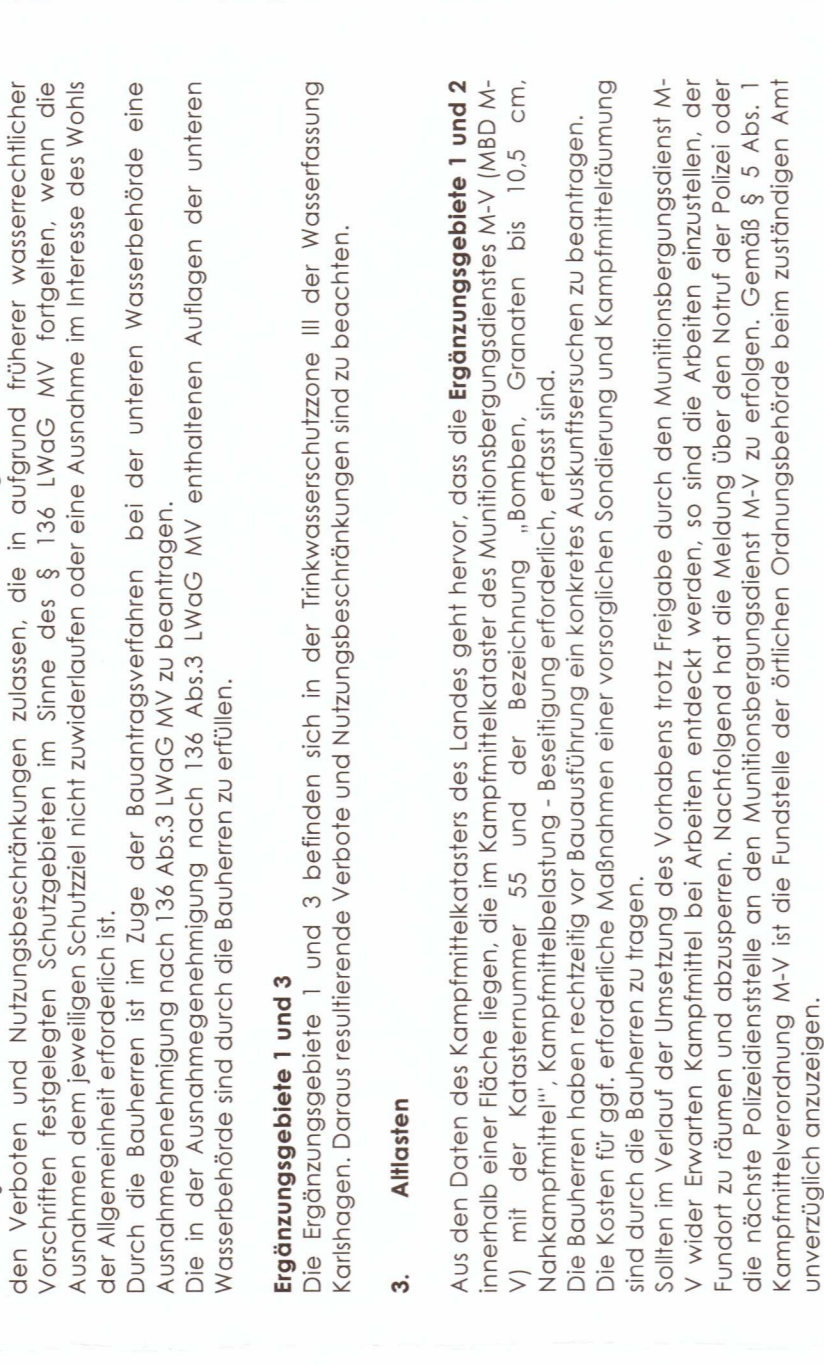 den Verboten und Nutzungsbeschränkungen zulassen, die in aufgrund früherer wasserrechtlicher
Vorschriften festgelegten Schutzgebieten im Sinne des § 136 LWaG MV fortgelten, wenn die
Ausnahmen dem jeweiligen Schutzziel nicht zuwiderlaufen oder eine Ausnahme im Interesse des Wohls
der Allgemeinheit erforderlich ist.
Durch die Bauherren ist im Zuge der Bauantragsverfahren bei der unteren Wasserbehörde eine
Ausnahmegenehmigung nach 136 Abs.3 LWaG MV zu beantragen.
Die in der Ausnahmegenehmigung nach 136 Abs.3 LWaG MV enthaltenen Auflagen der unteren
Wasserbehörde sind durch die Bauherren zu erfüllen.
Ergänzungsgebiete 1 und 3
Die Ergänzungsgebiete 1 und 3 befinden sich in der Trinkwasserschutzzone III der Wasserfassung
Karlshagen. Daraus resultierende Verbote und Nutzungsbeschränkungen sind zu beachten.
3. Altlasten
Aus den Daten des Kampfmittelkatasters des Landes geht hervor, dass die Ergänzungsgebiete 1 und 2
innerhalb einer Fläche liegen, die im Kampfmittelkataster des Munitionsbergungsdienstes M-V (MBD M-
V) mit der Katasternummer 55 und der Bezeichnung „Bomben, Granaten bis 10,5 cm,
Nahkampfmittel"', Kampfmittelbelastung - Beseitigung erforderlich, erfasst sind.
Die Bauherren haben rechtzeitig vor Bauausführung ein konkretes Auskunftsersuchen zu beantragen.
Die Kosten für ggf. erforderliche Maßnahmen einer vorsorglichen Sondierung und Kampfmittelräumung
sind durch die Bauherren zu tragen.
Sollten im Verlauf der Umsetzung des Vorhabens trotz Freigabe durch den Munitionsbergungsdienst M-
V wider Erwarten Kampfmittel bei Arbeiten entdeckt werden, so sind die Arbeiten einzustellen, der
Fundort zu räumen und abzusperren. Nachfolgend hat die Meldung über den Notruf der Polizei oder
die nächste Polizeidienststelle an den Munitionsbergungsdienst M-V zu erfolgen. Gemäß § 5 Abs. 1
Kampfmittelverordnung M-V ist die Fundstelle der örtlichen Ordnungsbehörde beim zuständigen Amt
unverzüglich anzuzeigen.